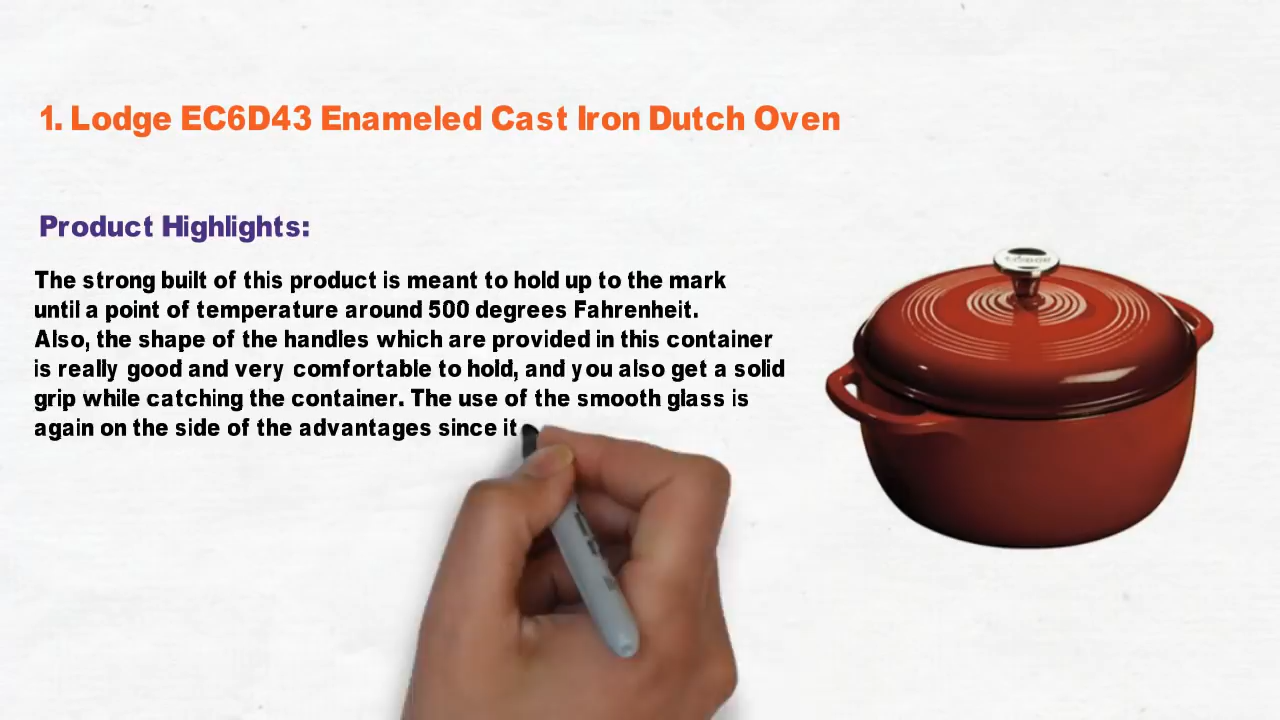 1. Lodge EC6D43 Enameled Cast Iron Dutch Oven
Product Highlights:
The strong built of this product is meant to hold up to the mark
until a point of temperature around 500 degrees Fahrenheit.
Also, the shape of the handles which are provided in this container
is really good and very comfortable to hold, and you also get a solid
grip while catching the container. The use of the smooth glass is
again on the side of the advantages since it
LODGE